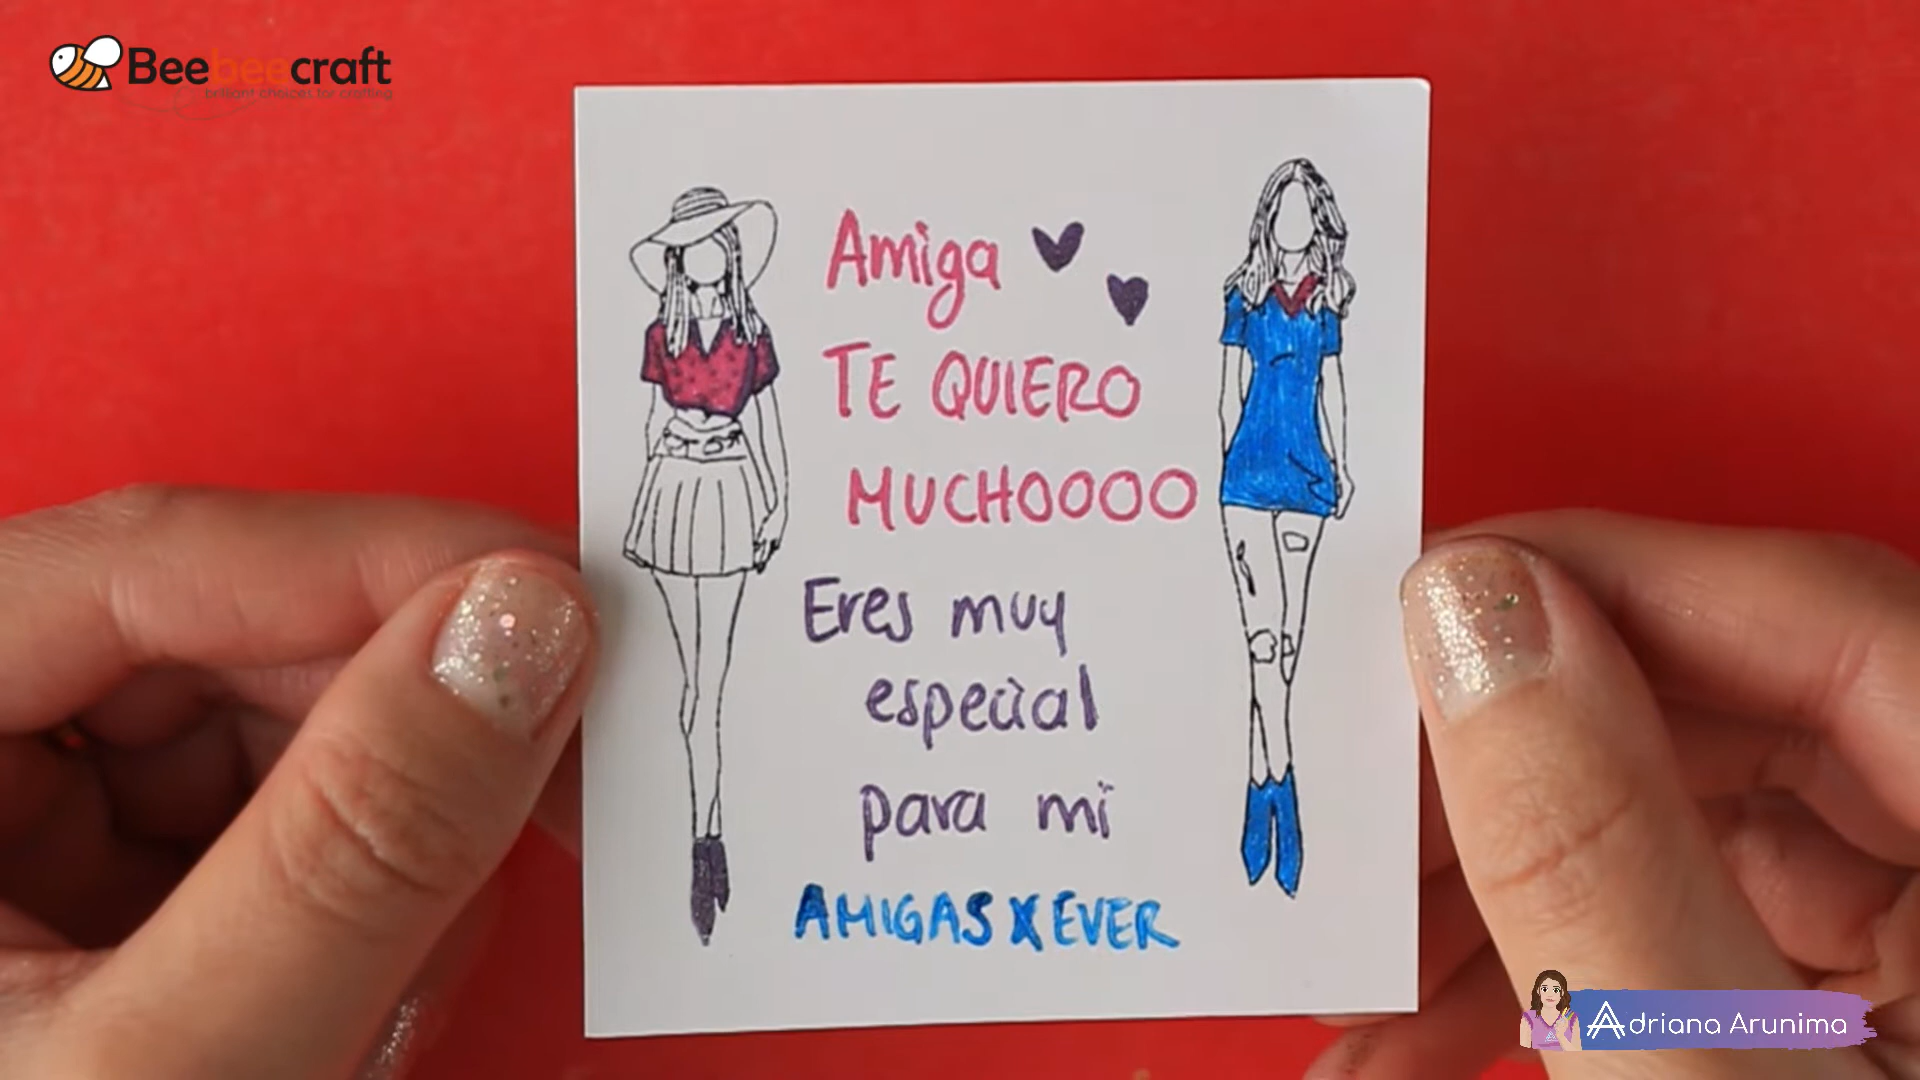 Beebeecraft
brilliant choices for crafting
Amiga
TE QUIERO
MUCHOOOO
Eres muy
especial
para mi
AMIGAS X EVER
Adriana Arunima